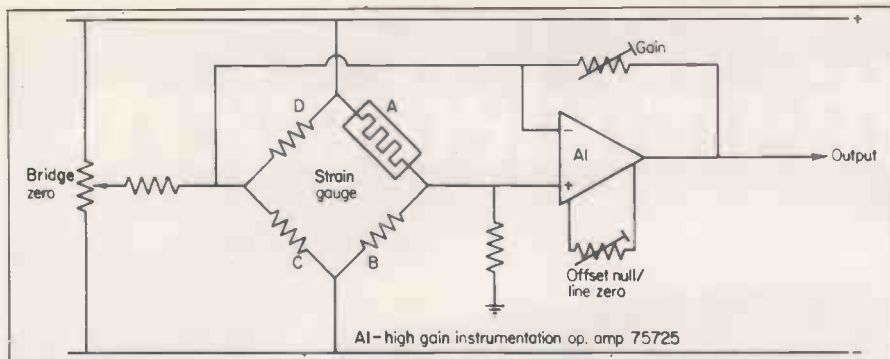 +
Gain
D
A
−
A1
Output
Bridge
zero
Strain
gauge
+
C
B
Offset null/
line zero
A1 – high gain instrumentation op. amp 75725
−